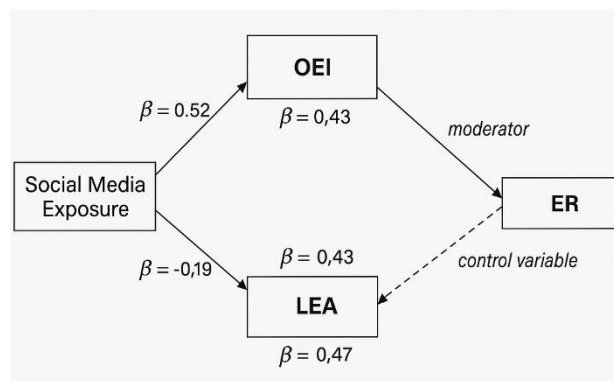 OEI
β = 0.52
β = 0,43
moderator
Social Media
Exposure
ER
β = -0,19
β = 0,43
control variable
LEA
β = 0,47